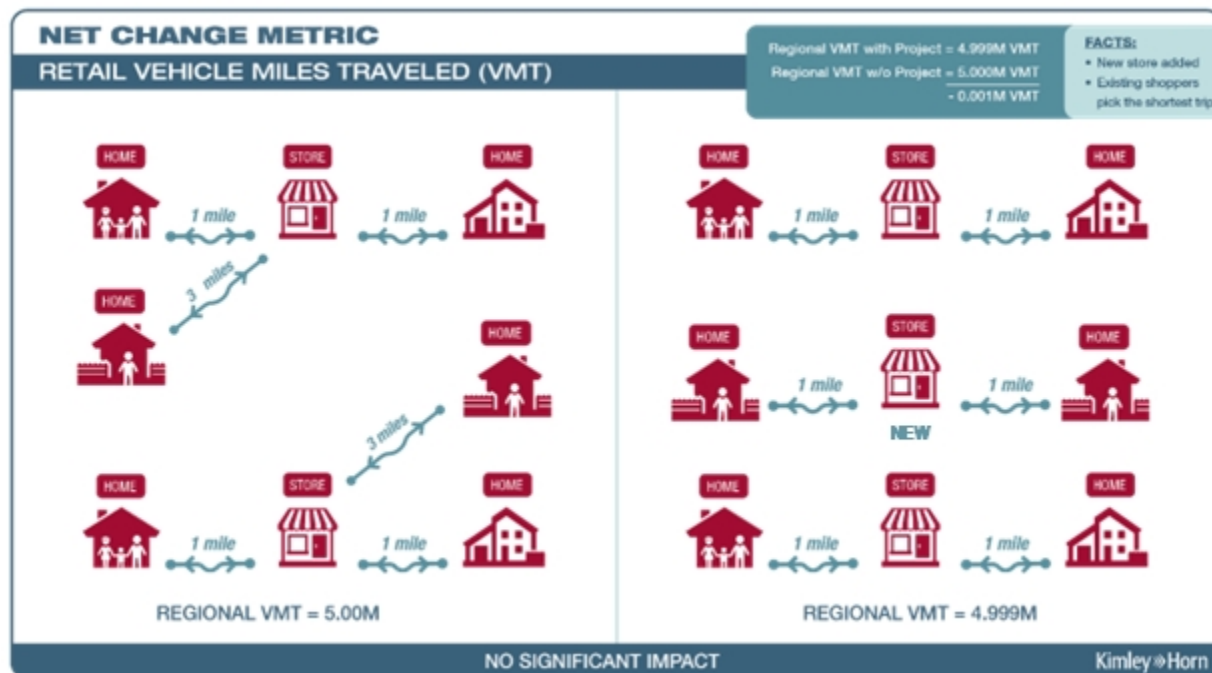 NET CHANGE METRIC
RETAIL VEHICLE MILES TRAVELED (VMT)
Regional VMT with Project = 4.999M VMT
Regional VMT w/o Project = 5.000M VMT
- 0.001M VMT
FACTS:
• New store added
• Existing shoppers
pick the shortest trip
HOME
STORE
HOME
1 mile
1 mile
3 miles
HOME
HOME
3 miles
HOME
STORE
HOME
1 mile
1 mile
REGIONAL VMT = 5.00M
HOME
STORE
HOME
1 mile
1 mile
HOME
STORE
HOME
1 mile
1 mile
NEW
HOME
STORE
HOME
1 mile
1 mile
REGIONAL VMT = 4.999M
NO SIGNIFICANT IMPACT
Kimley»Horn